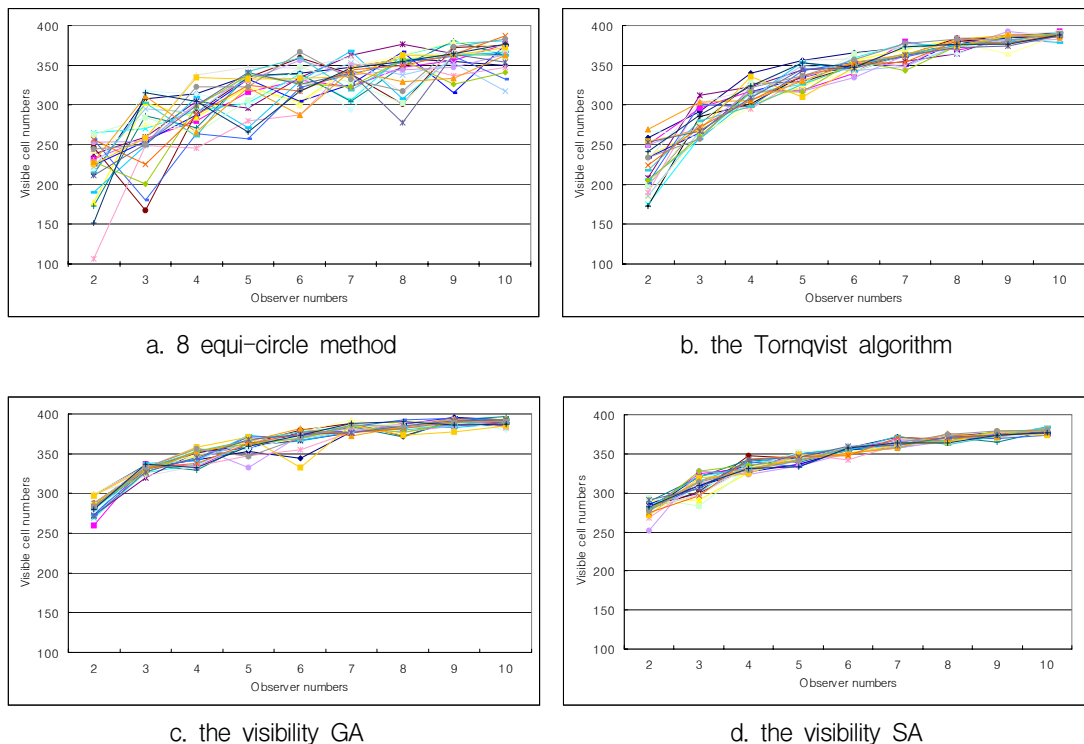 400
350
300
250
200
150
100
Visible cell numbers
2 3 4 5 6 7 8 9 10
Observer numbers
a. 8 equi-circle method
400
350
300
250
200
150
100
Visible cell numbers
2 3 4 5 6 7 8 9 10
Observer numbers
b. the Tornqvist algorithm
400
350
300
250
200
150
100
Visible cell numbers
2 3 4 5 6 7 8 9 10
Observer numbers
c. the visibility GA
400
350
300
250
200
150
100
Visible cell numbers
2 3 4 5 6 7 8 9 10
Observer numbers
d. the visibility SA